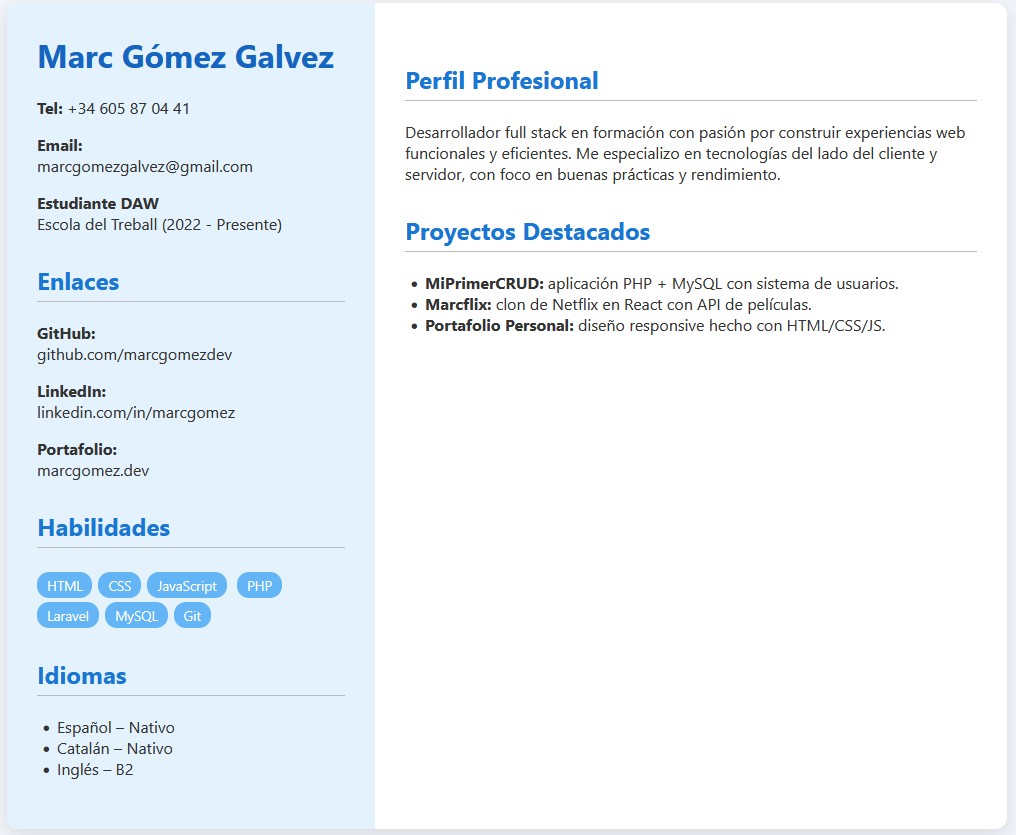 Marc Gómez Galvez
Tel: +34 605 87 04 41
Email:
marcgomezgalvez@gmail.com
Estudiante DAW
Escola del Treball (2022 - Presente)
Enlaces
GitHub:
github.com/marcgomezdev
LinkedIn:
linkedin.com/in/marcgomez
Portafolio:
marcgomez.dev
Habilidades
HTML CSS JavaScript PHP
Laravel MySQL Git
Idiomas
• Español – Nativo
• Catalán – Nativo
• Inglés – B2
Perfil Profesional
Desarrollador full stack en formación con pasión por construir experiencias web
funcionales y eficientes. Me especializo en tecnologías del lado del cliente y
servidor, con foco en buenas prácticas y rendimiento.
Proyectos Destacados
• MiPrimerCRUD: aplicación PHP + MySQL con sistema de usuarios.
• Marcflix: clon de Netflix en React con API de películas.
• Portafolio Personal: diseño responsive hecho con HTML/CSS/JS.